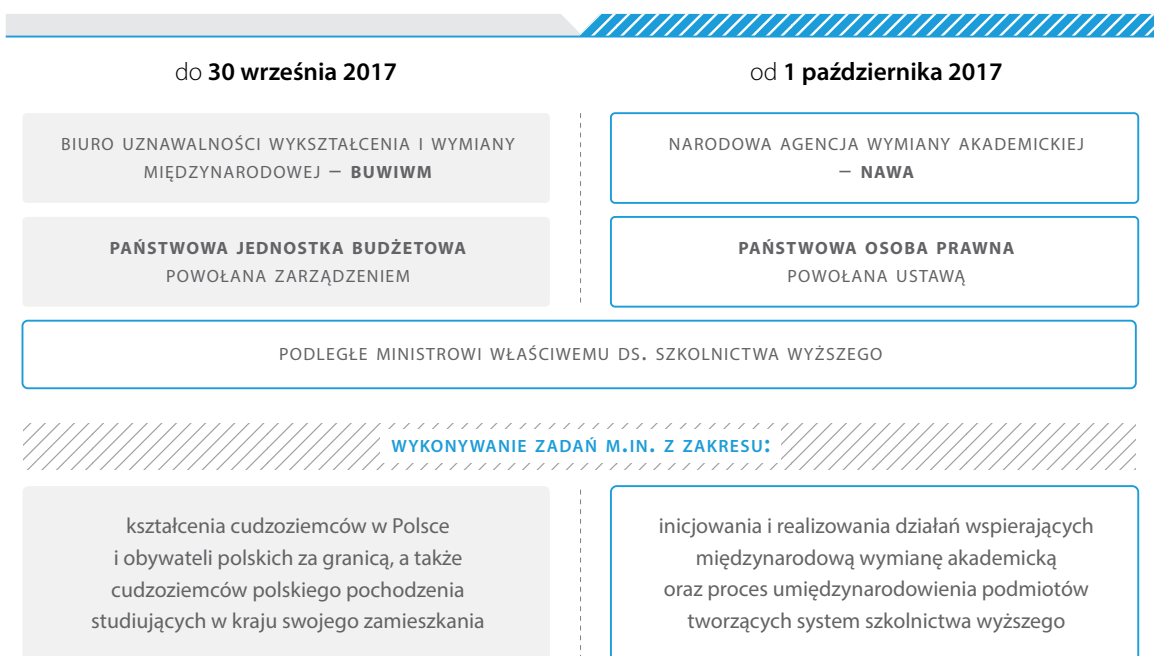 do 30 września 2017
od 1 października 2017
BIURO UZNAWALNOŚCI WYKSZTAŁCENIA I WYMIANY
MIĘDZYNARODOWEJ – BUWIWM
NARODOWA AGENCJA WYMIANY AKADEMICKIEJ
– NAWA
PAŃSTWOWA JEDNOSTKA BUDŻETOWA
POWOŁANA ZARZĄDZENIEM
PAŃSTWOWA OSOBA PRAWNA
POWOŁANA USTAWĄ
PODLEGŁE MINISTROWI WŁAŚCIWEMU DS. SZKOLNICTWA WYŻSZEGO
WYKONYWANIE ZADAŃ M.IN. Z ZAKRESU:
kształcenia cudzoziemców w Polsce
i obywateli polskich za granicą, a także
cudzoziemców polskiego pochodzenia
studiujących w kraju swojego zamieszkania
inicjowania i realizowania działań wspierających
międzynarodową wymianę akademicką
oraz proces umiędzynarodowienia podmiotów
tworzących system szkolnictwa wyższego